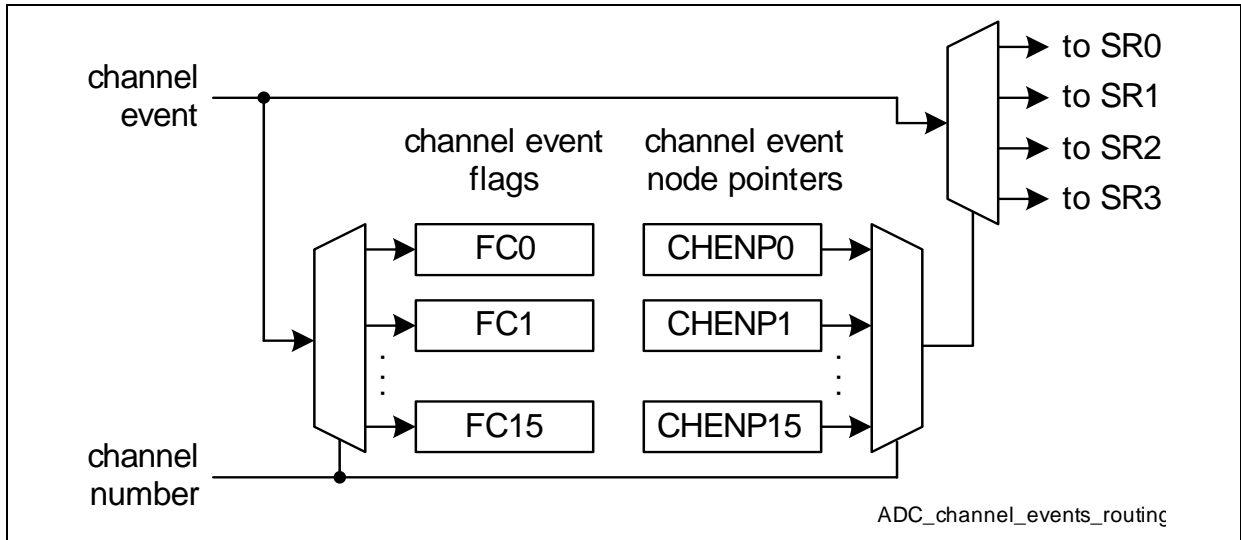 channel
event
to SR0
to SR1
to SR2
to SR3
channel event
flags
channel event
node pointers
FC0
CHENP0
FC1
CHENP1
FC15
CHENP15
channel
number
ADC_channel_events_routing